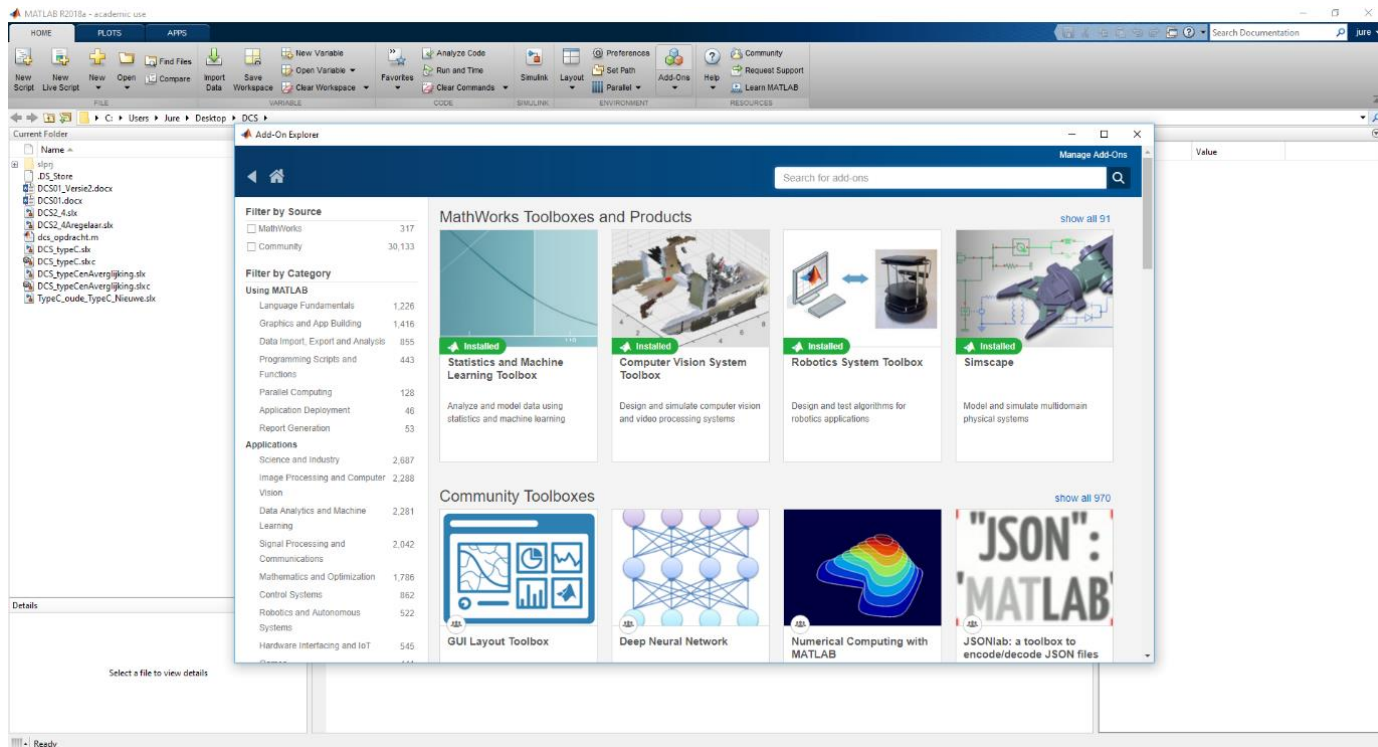 MATLAB R2018a - academic use
HOME PLOTS APPS
Search Documentation
jure
New Script
New Live Script
New
Open
Find Files
Compare
Import Data
Save Workspace
New Variable
Open Variable
Clear Workspace
Favorites
Analyze Code
Run and Time
Clear Commands
Simulink
Layout
Preferences
Set Path
Parallel
Add-Ons
Help
Community
Request Support
Learn MATLAB
FILE VARIABLE CODE SIMULINK ENVIRONMENT RESOURCES
C: Users Jure Desktop DCS
Current Folder
Name
slprj
.DS_Store
DCS01_Versie2.docx
DCS01.docx
DCS2_4.slx
DCS2_4Aregelaar.slx
dcs_opdracht.m
DCS_typeC.slx
DCS_typeC.slxc
DCS_typeCenAverglijking.slx
DCS_typeCenAverglijking.slxc
TypeC_oude_TypeC_Nieuwe.slx
Details
Select a file to view details
Ready
Value
Add-On Explorer
Manage Add-Ons
Search for add-ons
Filter by Source
MathWorks 317
Community 30,133
Filter by Category
Using MATLAB
Language Fundamentals 1,226
Graphics and App Building 1,416
Data Import, Export and Analysis 855
Programming Scripts and 443
Functions
Parallel Computing 128
Application Deployment 46
Report Generation 53
Applications
Science and Industry 2,687
Image Processing and Computer 2,288
Vision
Data Analytics and Machine 2,281
Learning
Signal Processing and 2,042
Communications
Mathematics and Optimization 1,786
Control Systems 862
Robotics and Autonomous 522
Systems
Hardware Interfacing and IoT 545
MathWorks Toolboxes and Products
show all 91
Installed
Statistics and Machine
Learning Toolbox
Analyze and model data using
statistics and machine learning
Installed
Computer Vision System
Toolbox
Design and simulate computer vision
and video processing systems
Installed
Robotics System Toolbox
Design and test algorithms for
robotics applications
Installed
Simscape
Model and simulate multidomain
physical systems
Community Toolboxes
show all 970
GUI Layout Toolbox
Deep Neural Network
Numerical Computing with
MATLAB
"JSON":
"MATLAB"
JSONlab: a toolbox to
encode/decode JSON files